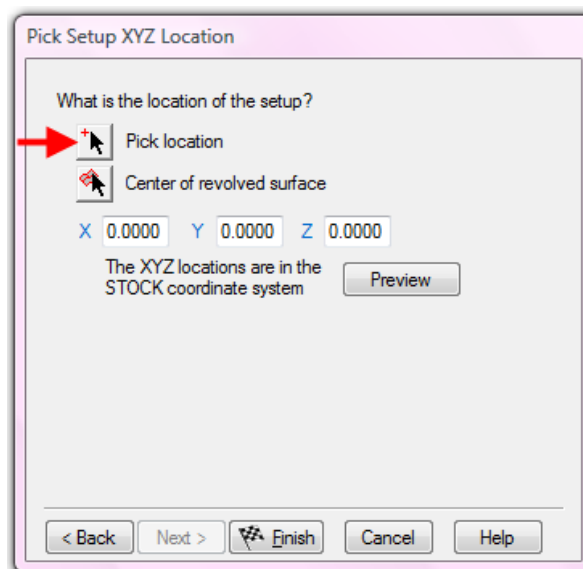 Pick Setup XYZ Location
What is the location of the setup?
Pick location
Center of revolved surface
X 0.0000 Y 0.0000 Z 0.0000
The XYZ locations are in the
STOCK coordinate system
Preview
< Back Next > Finish Cancel Help